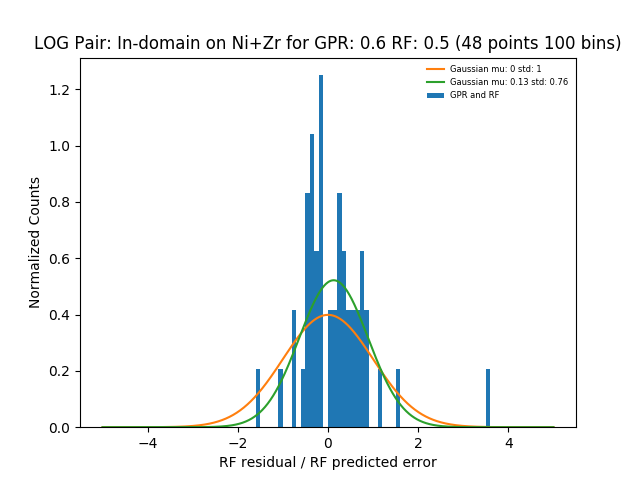 LOG Pair: In-domain on Ni+Zr for GPR: 0.6 RF: 0.5 (48 points 100 bins)
Gaussian mu: 0 std: 1
Gaussian mu: 0.13 std: 0.76
GPR and RF
1.2
1.0
0.8
0.6
0.4
0.2
0.0
Normalized Counts
−4 −2 0 2 4
RF residual / RF predicted error